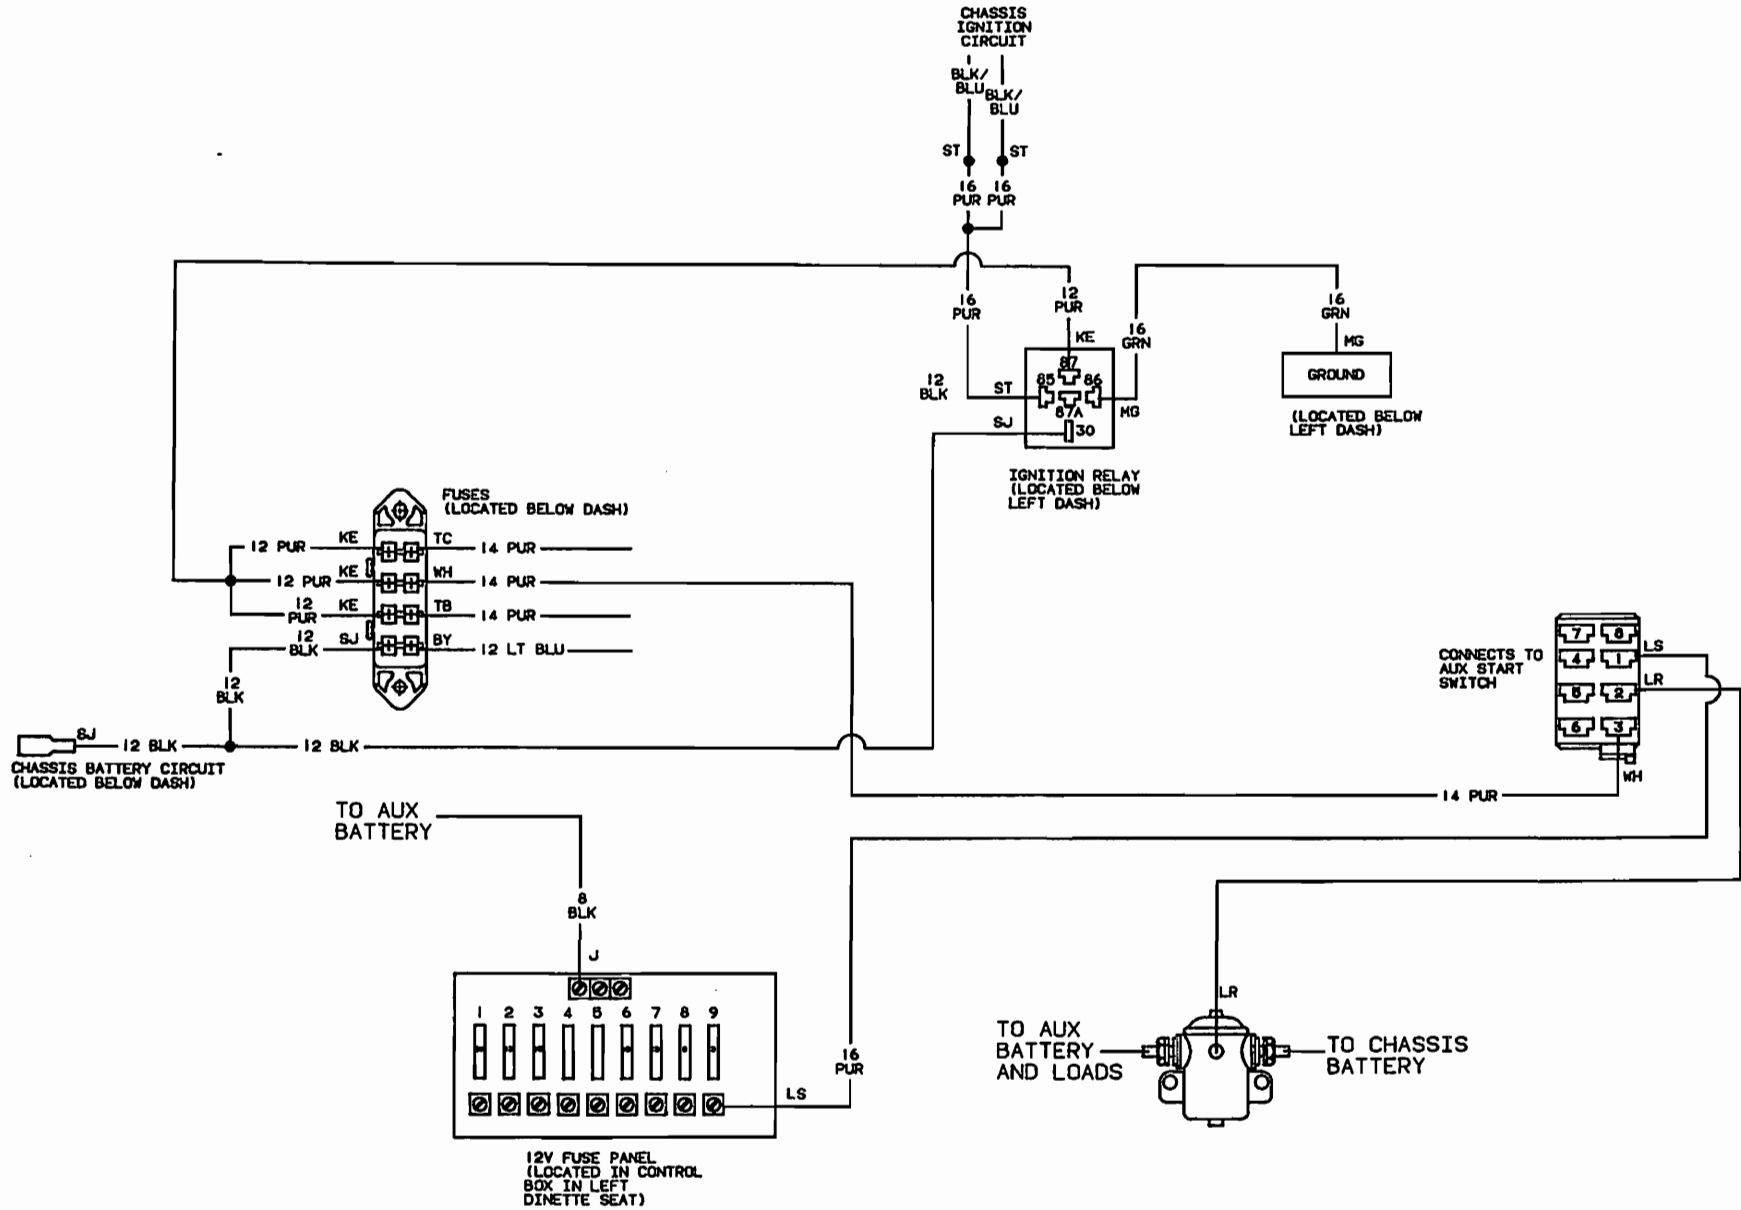 CHASSIS
IGNITION
CIRCUIT
BLK/
BLU
BLK/
BLU
ST
ST
16
PUR
16
PUR
16
PUR
12
PUR
KE
16
GRN
16
GRN
MG
GROUND
(LOCATED BELOW
LEFT DASH)
12
BLK
ST
SJ
87
85
86
87A
30
MG
IGNITION RELAY
(LOCATED BELOW
LEFT DASH)
FUSES
(LOCATED BELOW DASH)
12 PUR
KE
TC
14 PUR
12 PUR
KE
WH
14 PUR
12
PUR
KE
TB
14 PUR
12
BLK
SJ
BY
12 LT BLU
12
BLK
SJ
12 BLK
12 BLK
CHASSIS BATTERY CIRCUIT
(LOCATED BELOW DASH)
CONNECTS TO
AUX START
SWITCH
7
8
4
1
5
2
6
3
LS
LR
WH
14 PUR
TO AUX
BATTERY
8
BLK
J
1 2 3 4 5 6 7 8 9
LS
16
PUR
12V FUSE PANEL
(LOCATED IN CONTROL
BOX IN LEFT
DINETTE SEAT)
LR
TO AUX
BATTERY
AND LOADS
TO CHASSIS
BATTERY